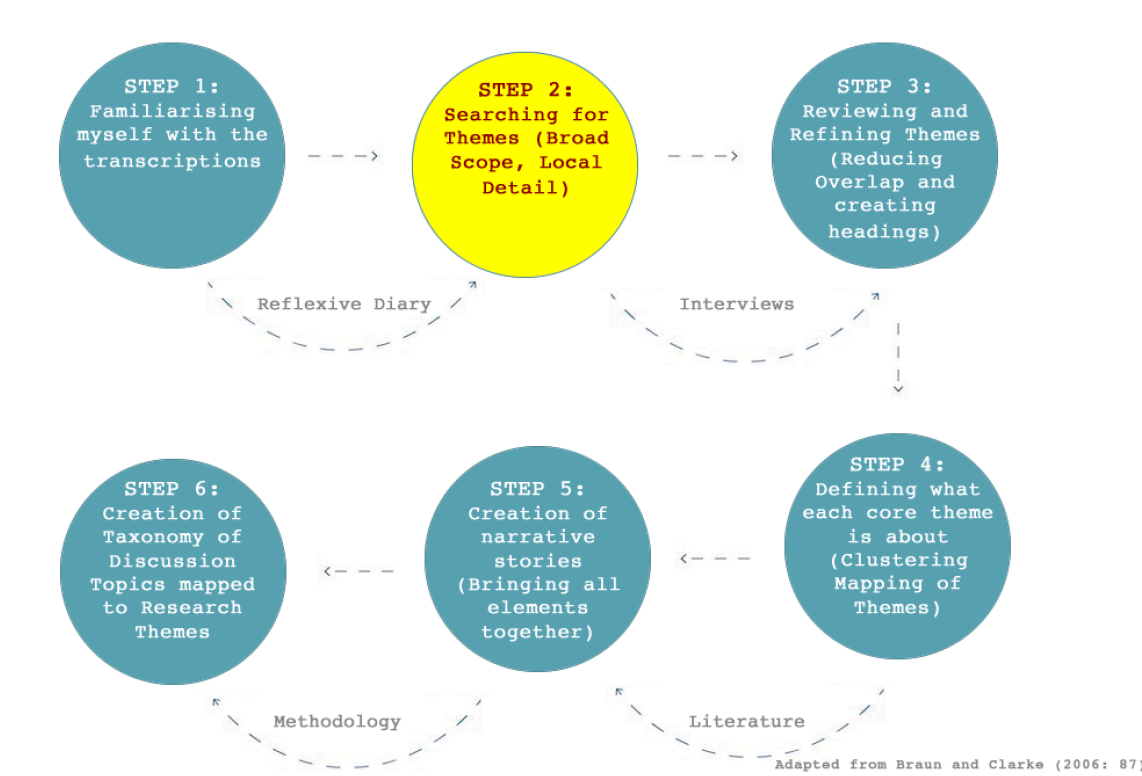 STEP 1:
Familiarising
myself with the
transcriptions
STEP 2:
Searching for
Themes (Broad
Scope, Local
Detail)
STEP 3:
Reviewing and
Refining Themes
(Reducing
Overlap and
creating
headings)
Reflexive Diary
Interviews
STEP 4:
Defining what
each core theme
is about
(Clustering
Mapping of
Themes)
STEP 5:
Creation of
narrative
stories
(Bringing all
elements
together)
STEP 6:
Creation of
Taxonomy of
Discussion
Topics mapped
to Research
Themes
Literature
Methodology
Adapted from Braun and Clarke (2006: 87)